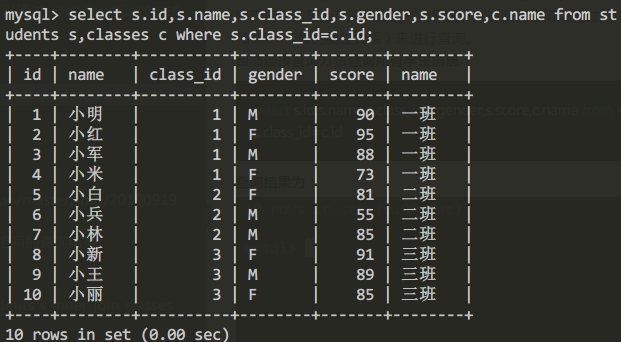 mysql> select s.id,s.name,s.class_id,s.gender,s.score,c.name from st
udents s,classes c where s.class_id=c.id;
+----+--------+----------+--------+-------+--------+
| id | name   | class_id | gender | score | name   |
+----+--------+----------+--------+-------+--------+
|  1 | 小明   |        1 | M      |    90 | 一班   |
|  2 | 小红   |        1 | F      |    95 | 一班   |
|  3 | 小军   |        1 | M      |    88 | 一班   |
|  4 | 小米   |        1 | F      |    73 | 一班   |
|  5 | 小白   |        2 | F      |    81 | 二班   |
|  6 | 小兵   |        2 | M      |    55 | 二班   |
|  7 | 小林   |        2 | M      |    85 | 二班   |
|  8 | 小新   |        3 | F      |    91 | 三班   |
|  9 | 小王   |        3 | M      |    89 | 三班   |
| 10 | 小丽   |        3 | F      |    85 | 三班   |
+----+--------+----------+--------+-------+--------+
10 rows in set (0.00 sec)